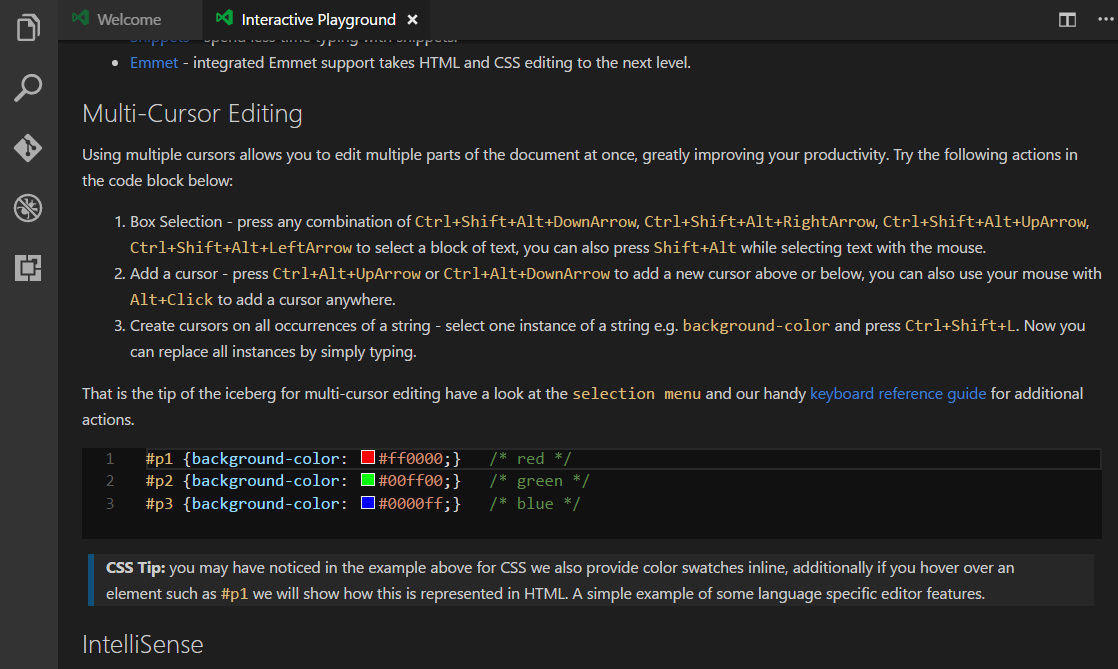 Welcome
Interactive Playground
Snippets - spend less time typing with snippets.
• Emmet - integrated Emmet support takes HTML and CSS editing to the next level.
Multi-Cursor Editing
Using multiple cursors allows you to edit multiple parts of the document at once, greatly improving your productivity. Try the following actions in
the code block below:
1. Box Selection - press any combination of Ctrl+Shift+Alt+DownArrow, Ctrl+Shift+Alt+RightArrow, Ctrl+Shift+Alt+UpArrow,
Ctrl+Shift+Alt+LeftArrow to select a block of text, you can also press Shift+Alt while selecting text with the mouse.
2. Add a cursor - press Ctrl+Alt+UpArrow or Ctrl+Alt+DownArrow to add a new cursor above or below, you can also use your mouse with
Alt+Click to add a cursor anywhere.
3. Create cursors on all occurrences of a string - select one instance of a string e.g. background-color and press Ctrl+Shift+L. Now you
can replace all instances by simply typing.
That is the tip of the iceberg for multi-cursor editing have a look at the selection menu and our handy keyboard reference guide for additional
actions.
1 #p1 {background-color: #ff0000;} /* red */
2 #p2 {background-color: #00ff00;} /* green */
3 #p3 {background-color: #0000ff;} /* blue */
CSS Tip: you may have noticed in the example above for CSS we also provide color swatches inline, additionally if you hover over an
element such as #p1 we will show how this is represented in HTML. A simple example of some language specific editor features.
IntelliSense